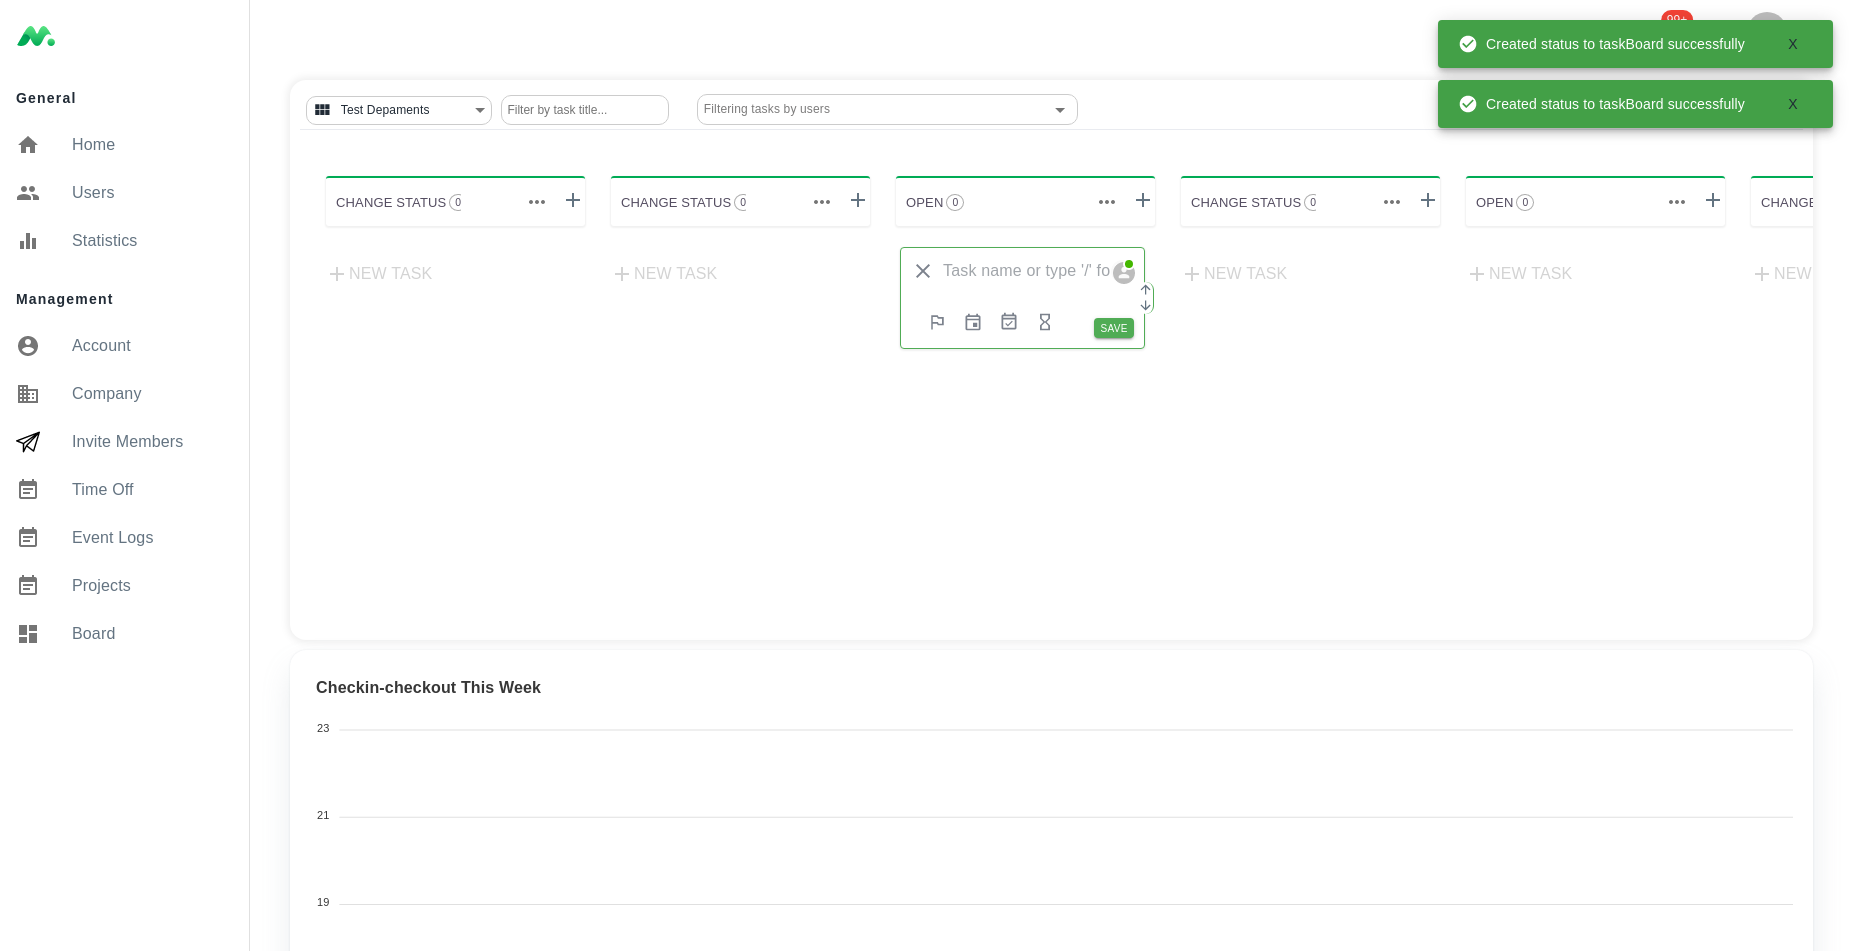 General
Home
Users
Statistics
Management
Account
Company
Invite Members
Time Off
Event Logs
Projects
Board
Created status to taskBoard successfully X
Created status to taskBoard successfully X
Test Depaments Filter by task title... Filtering tasks by users
CHANGE STATUS 0 CHANGE STATUS 0 OPEN 0 CHANGE STATUS 0 OPEN 0 CHANGE
NEW TASK NEW TASK Task name or type '/' fo NEW TASK NEW TASK NEW
SAVE
Checkin-checkout This Week
23
21
19